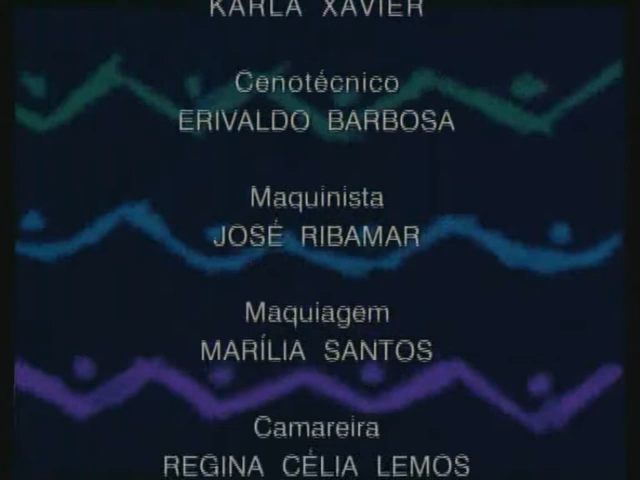 KARLA XAVIER
Cenotécnico
ERIVALDO BARBOSA
Maquinista
JOSÉ RIBAMAR
Maquiagem
MARÍLIA SANTOS
Camareira
REGINA CÉLIA LEMOS